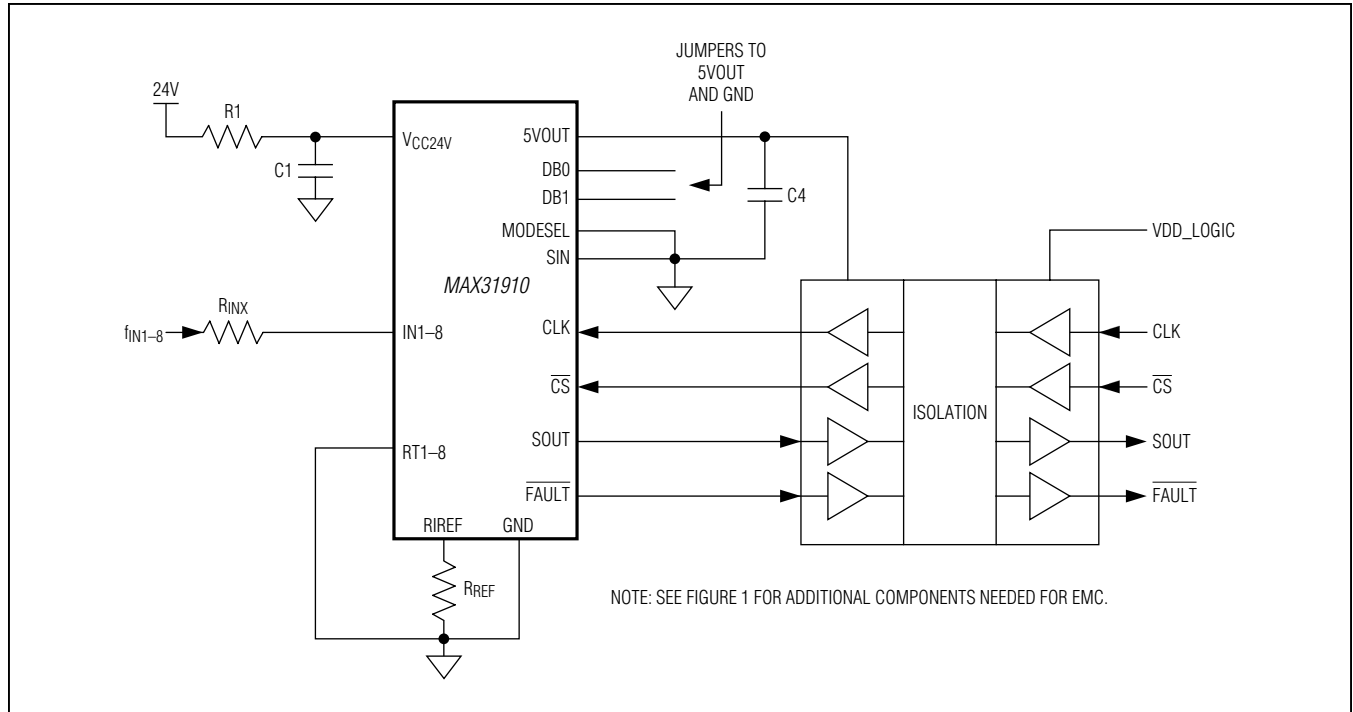 JUMPERS TO
5VOUT
AND GND
24V
R1
C1
VCC24V
5VOUT
DB0
DB1
C4
MODESEL
SIN
VDD_LOGIC
MAX31910
RINX
fIN1–8
IN1–8
CLK
CLK
CS
CS
ISOLATION
SOUT
SOUT
RT1–8
FAULT
FAULT
RIREF
GND
RREF
NOTE: SEE FIGURE 1 FOR ADDITIONAL COMPONENTS NEEDED FOR EMC.